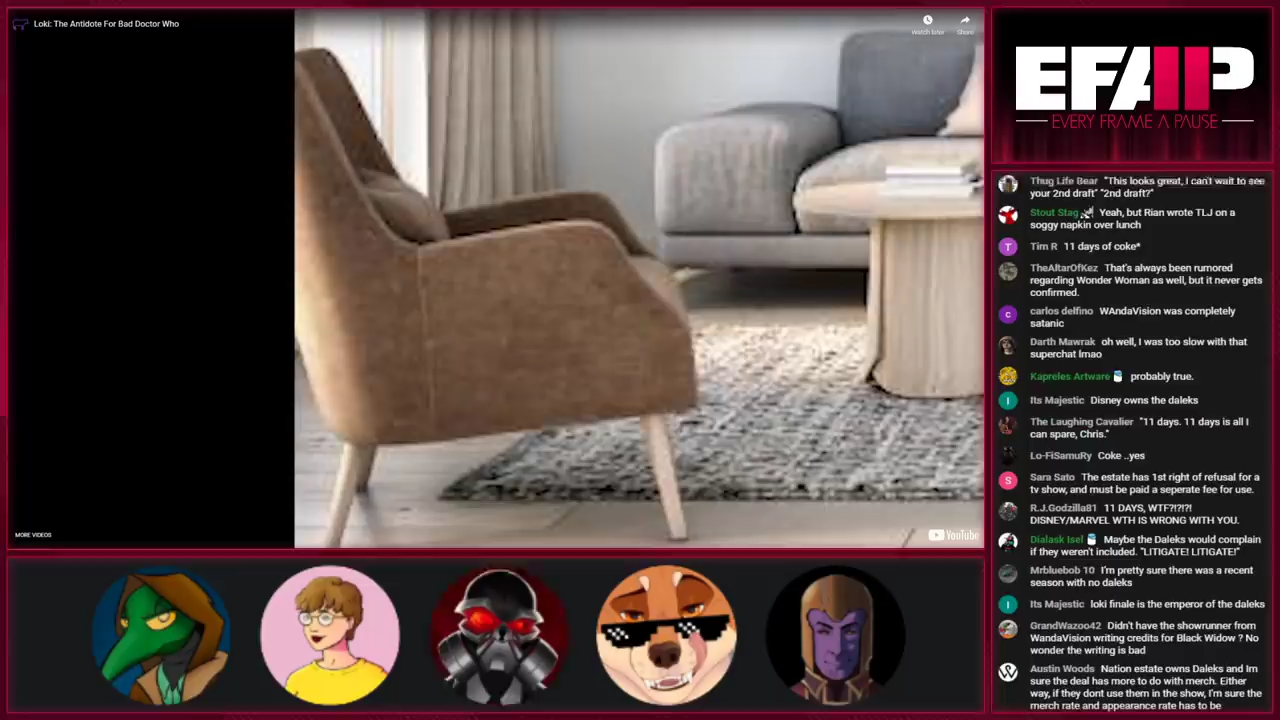 Loki: The Antidote For Bad Doctor Who
Watch later
Share
MORE VIDEOS
YouTube
EFAP
EVERY FRAME A PAUSE
Thug Life Bear "This looks great, I can't wait to see
your 2nd draft" "2nd draft?"
Stout Stag Yeah, but Rian wrote TLJ on a
soggy napkin over lunch
Tim R 11 days of coke*
TheAltarOfKez That's always been rumored
regarding Wonder Woman as well, but it never gets
confirmed.
carlos delfino WAndaVision was completely
satanic
Darth Mawrak oh well, I was too slow with that
superchat lmao
Kapreles Artware probably true.
Its Majestic Disney owns the daleks
The Laughing Cavalier "11 days. 11 days is all I
can spare, Chris."
Lo-FiSamuRy Coke ..yes
Sara Sato The estate has 1st right of refusal for a
tv show, and must be paid a seperate fee for use.
R.J.Godzilla81 11 DAYS, WTF?!?!?!
DISNEY/MARVEL WTH IS WRONG WITH YOU.
Dialask Isel Maybe the Daleks would complain
if they weren't included. "LITIGATE! LITIGATE!"
Mrbluebob 10 I'm pretty sure there was a recent
season with no daleks
Its Majestic loki finale is the emperor of the daleks
GrandWazoo42 Didn't have the showrunner from
WandaVision writing credits for Black Widow ? No
wonder the writing is bad
Austin Woods Nation estate owns Daleks and Im
sure the deal has more to do with merch. Either
way, if they dont use them in the show, I'm sure the
merch rate and appearance rate has to be